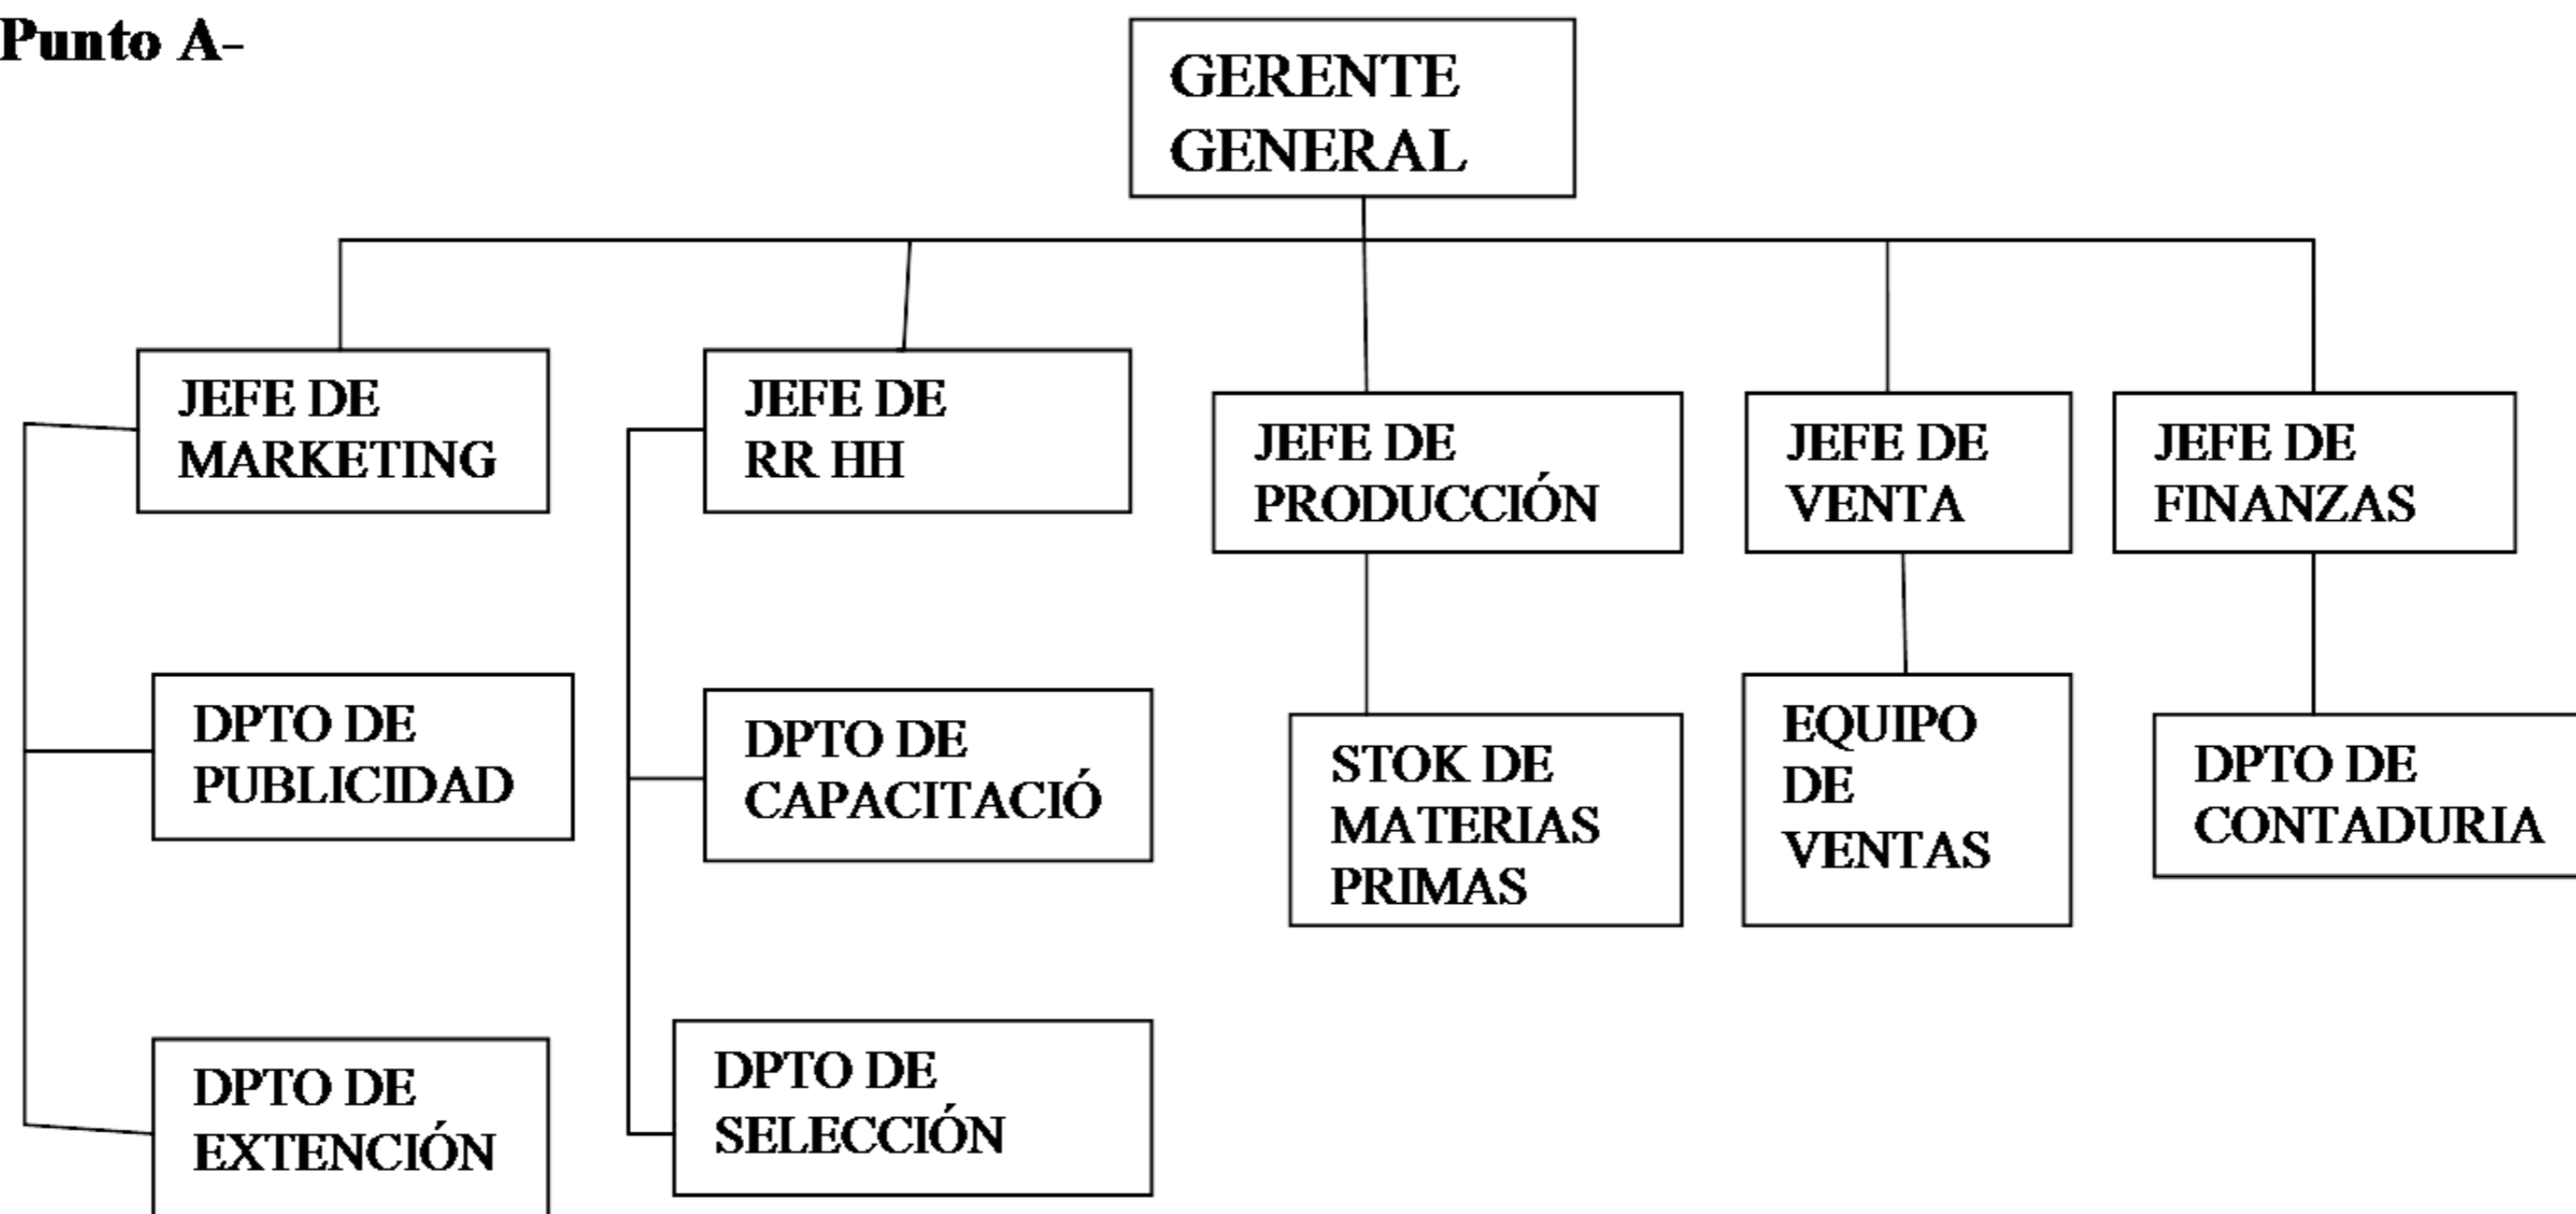 Punto A-
GERENTE
GENERAL
JEFE DE
MARKETING
JEFE DE
RR HH
JEFE DE
PRODUCCIÓN
JEFE DE
VENTA
JEFE DE
FINANZAS
DPTO DE
PUBLICIDAD
DPTO DE
CAPACITACIÓ
STOK DE
MATERIAS
PRIMAS
EQUIPO
DE
VENTAS
DPTO DE
CONTADURIA
DPTO DE
EXTENCIÓN
DPTO DE
SELECCIÓN